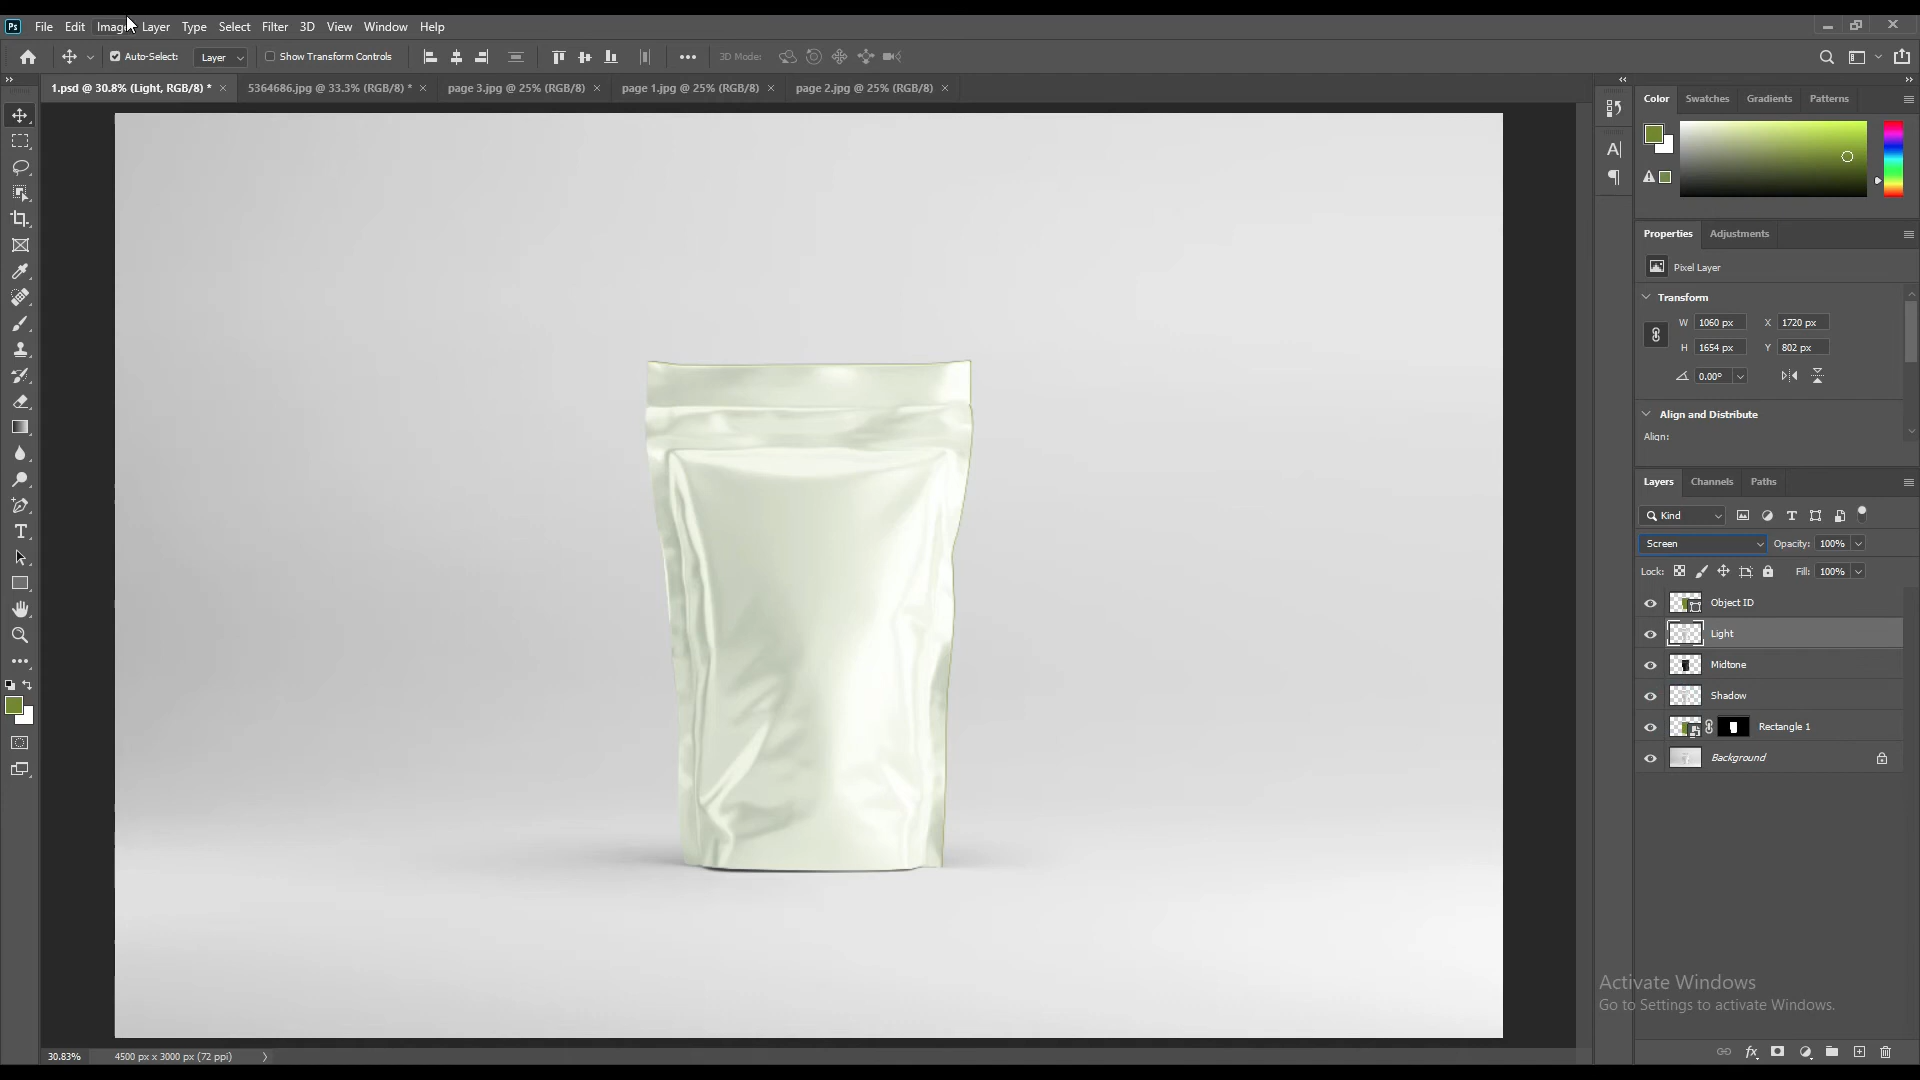 Ps File Edit Image Layer Type Select Filter 3D View Window Help
Auto-Select: Layer Show Transform Controls 3D Mode:
1.psd @ 30.8% (Light, RGB/8) * × 5364686.jpg @ 33.3% (RGB/8) * × page 3.jpg @ 25% (RGB/8) × page 1.jpg @ 25% (RGB/8) × page 2.jpg @ 25% (RGB/8) ×
Color Swatches Gradients Patterns
Properties Adjustments
Pixel Layer
Transform
W 1060 px X 1720 px
H 1654 px Y 802 px
0.00°
Align and Distribute
Align:
Layers Channels Paths
Kind
Screen Opacity: 100%
Lock: Fill: 100%
Object ID
Light
Midtone
Shadow
Rectangle 1
Background
Activate Windows
Go to Settings to activate Windows.
30.83% 4500 px x 3000 px (72 ppi)